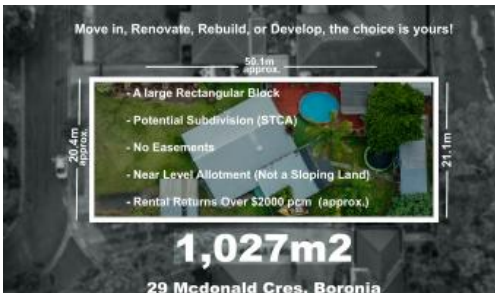 Move in, Renovate, Rebuild, or Develop, the choice is yours!
50.1m
approx.
- A large Rectangular Block
- Potential Subdivision (STCA)
- No Easements
- Near Level Allotment (Not a Sloping Land)
- Rental Returns Over $2000 pcm (approx.)
20.4m
approx.
21.1m
1,027m2
29 Mcdonald Cres, Boronia